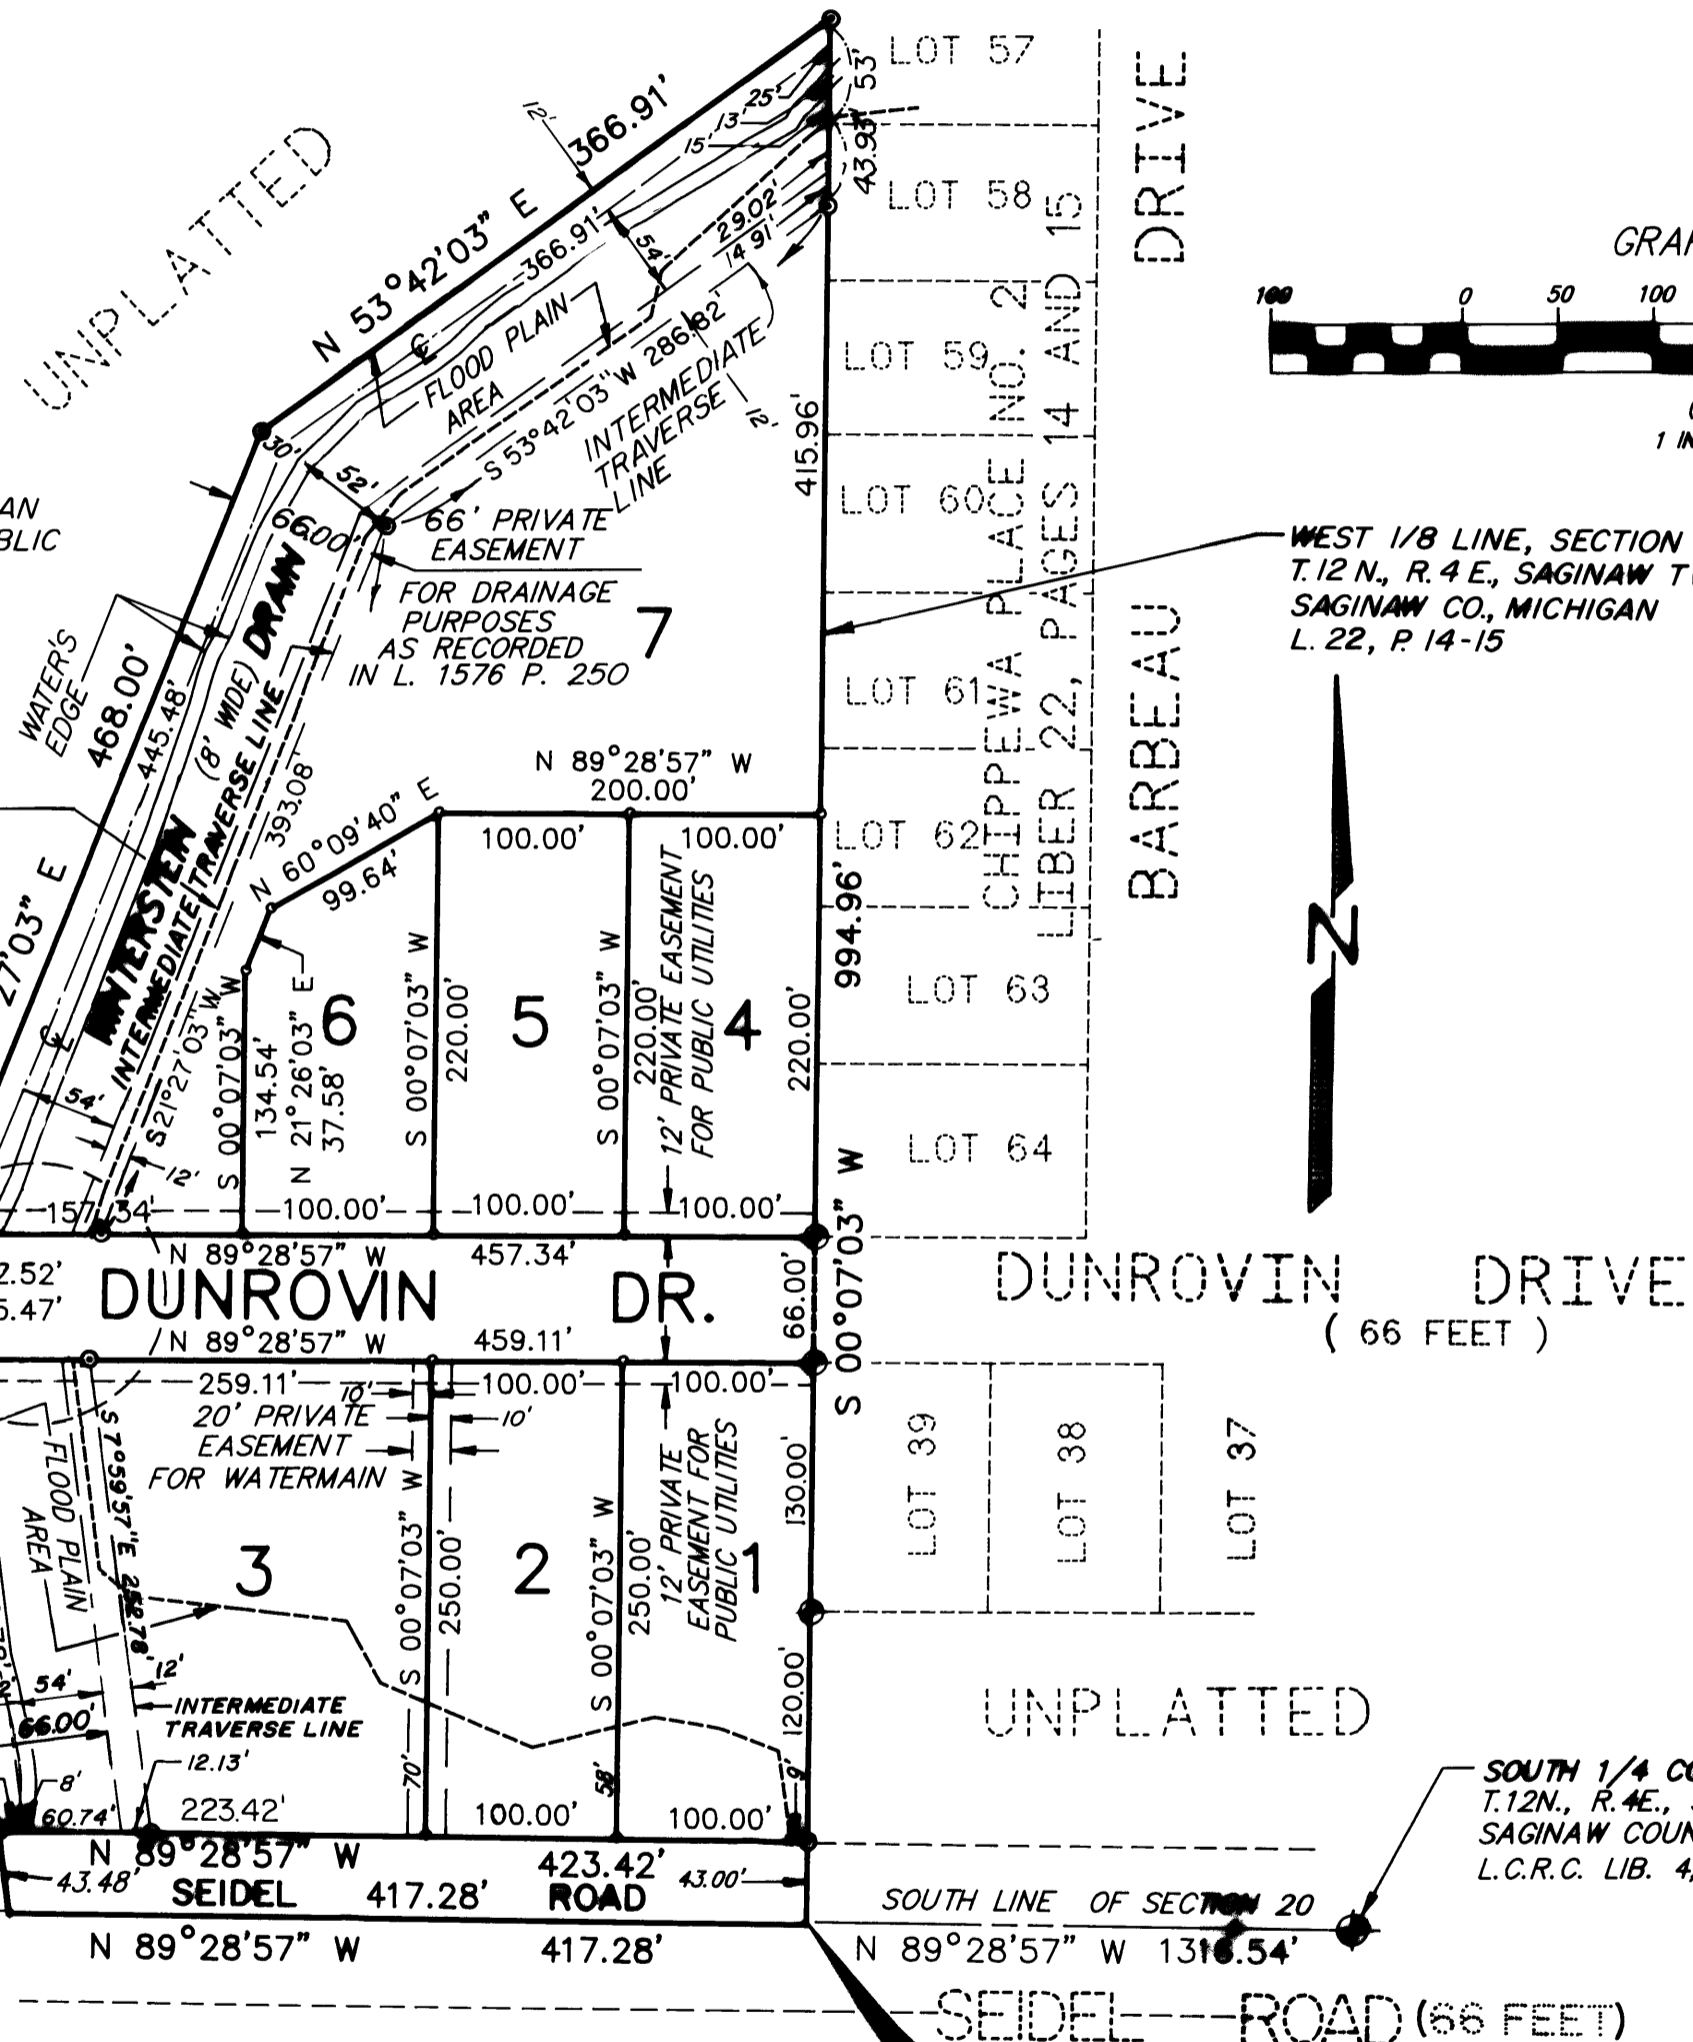 LOT 57
53'
25'
13'
15'
12'
366.91'
N 53°42'03" E
UNPLATTED
43.93'
LOT 58
29.02'
14.91'
54'
366.91'
℄
FLOOD PLAIN
AREA
S 53°42'03" W 286.82'
INTERMEDIATE
TRAVERSE
LINE
12'
DRIVE
BARBEAU
CHIPPEWA PLACE NO. 2
LIBER 22, PAGES 14 AND 15
LOT 59
LOT 60
LOT 61
LOT 62
LOT 63
LOT 64
415.96'
100
0
50
100
WEST 1/8 LINE, SECTION
T.12 N., R. 4 E., SAGINAW
SAGINAW CO., MICHIGAN
L. 22, P. 14-15
N
30'
52'
66.00'
66' PRIVATE
EASEMENT
FOR DRAINAGE
PURPOSES
AS RECORDED
IN L. 1576 P. 250
7
WATER'S
EDGE
468.00'
445.48'
(8' WIDE) DRAIN
INTERMEDIATE TRAVERSE LINE
393.08'
27'03" E
℄
54'
S21°27'03" W
12'
157.34'
N 89°28'57" W
200.00'
100.00'
100.00'
N 60°09'40" E
99.64'
S 00°07'03" W
134.54'
N 21°26'03" E
37.58'
6
S 00°07'03" W
220.00'
5
S 00°07'03" W
220.00'
12' PRIVATE EASEMENT
FOR PUBLIC UTILITIES
4
220.00'
994.96'
S 00°07'03" W
100.00'
100.00'
100.00'
N 89°28'57" W 457.34'
DUNROVIN DR.
66.00'
DUNROVIN DRIVE
( 66 FEET )
N 89°28'57" W 459.11'
259.11'
10'
100.00'
100.00'
20' PRIVATE
EASEMENT
FOR WATERMAIN
10'
S 7°59'57"E 252.78'
FLOOD PLAIN
AREA
3
S 00°07'03" W
250.00'
2
S 00°07'03" W
250.00'
12' PRIVATE
EASEMENT FOR
PUBLIC UTILITIES
1
130.00'
120.00'
LOT 39
LOT 38
LOT 37
UNPLATTED
54'
12'
66.00'
INTERMEDIATE
TRAVERSE LINE
12.13'
8'
60.74'
223.42'
70'
100.00'
58'
100.00'
N 89°28'57" W 423.42'
43.48'
SEIDEL 417.28' ROAD
43.00'
N 89°28'57" W 417.28'
SOUTH LINE OF SECTION 20
N 89°28'57" W
SOUTH 1/4
T.12N., R.4E.,
SAGINAW
L.C.R.C. LIB. 4,
SEIDEL ROAD (66 FEET)